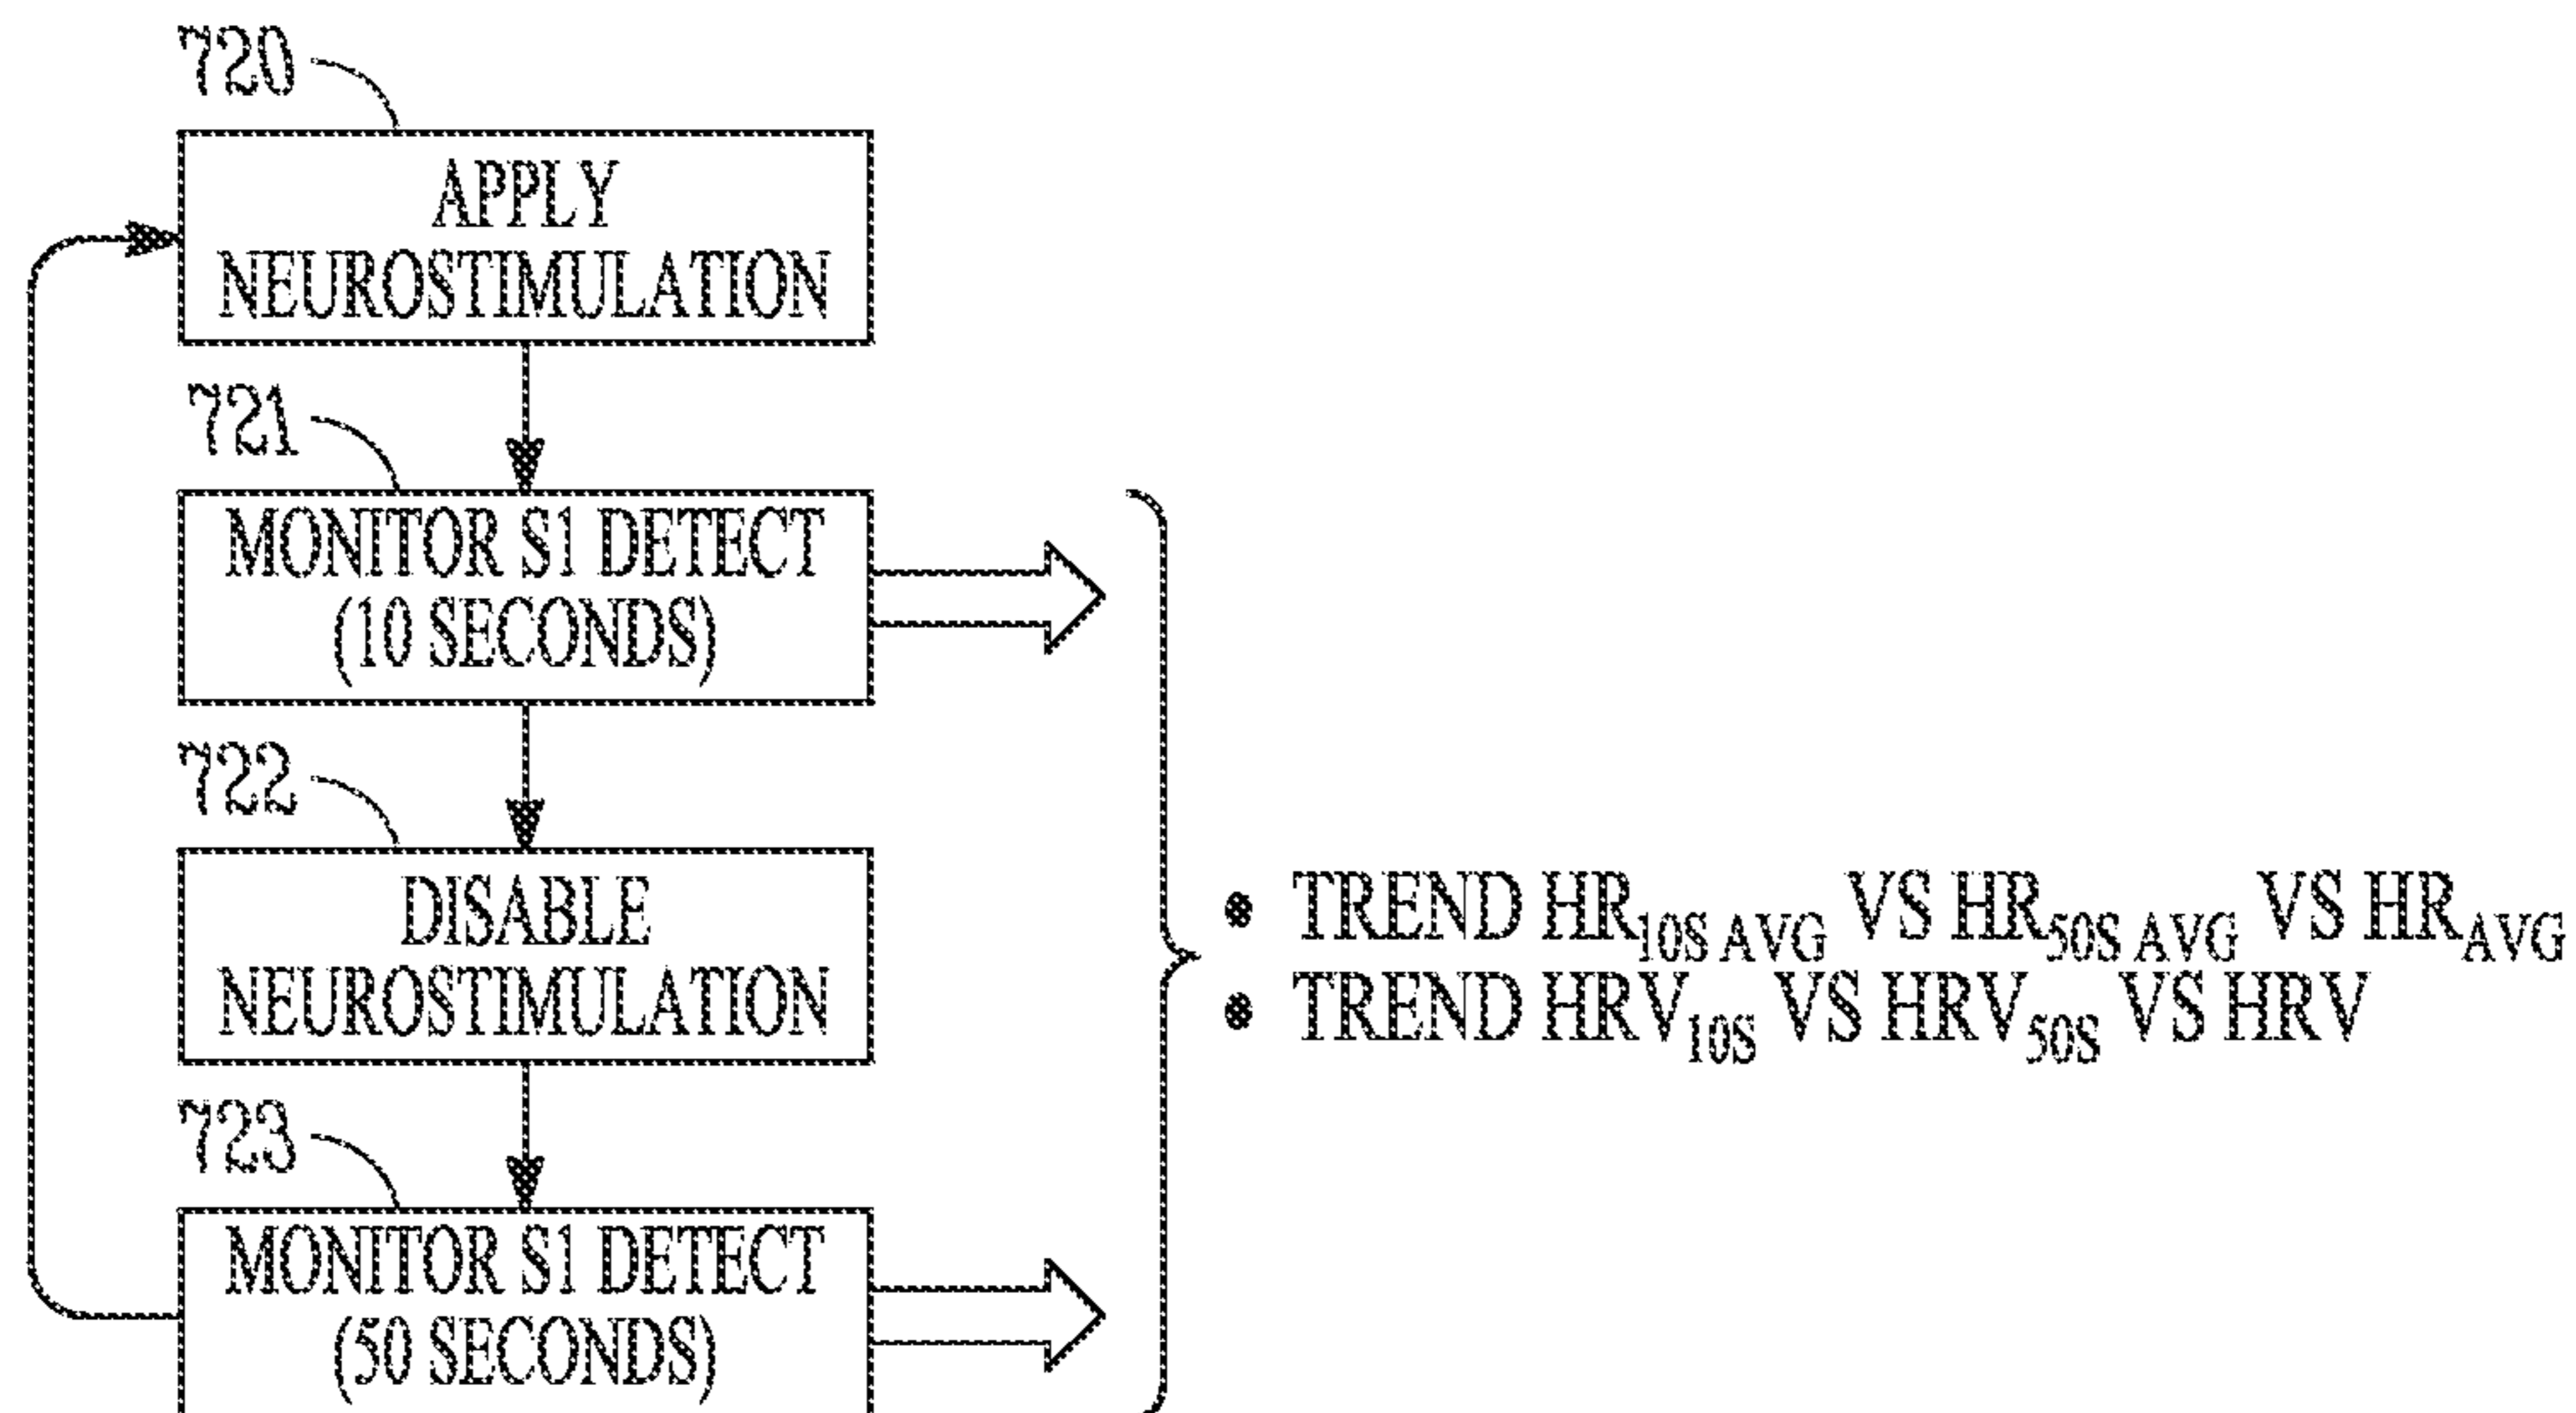 720
APPLY
NEUROSTIMULATION
721
MONITOR S1 DETECT
(10 SECONDS)
722
DISABLE
NEUROSTIMULATION
723
MONITOR S1 DETECT
(50 SECONDS)
• TREND HR10S AVG VS HR50S AVG VS HRAVG
• TREND HRV10S VS HRV50S VS HRV